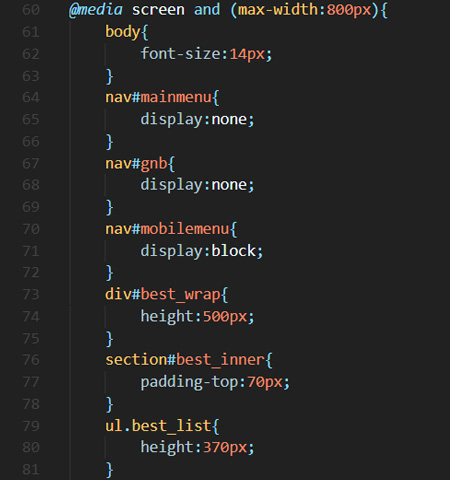 60 @media screen and (max-width:800px){
61 body{
62 font-size:14px;
63 }
64 nav#mainmenu{
65 display:none;
66 }
67 nav#gnb{
68 display:none;
69 }
70 nav#mobilemenu{
71 display:block;
72 }
73 div#best_wrap{
74 height:500px;
75 }
76 section#best_inner{
77 padding-top:70px;
78 }
79 ul.best_list{
80 height:370px;
81 }